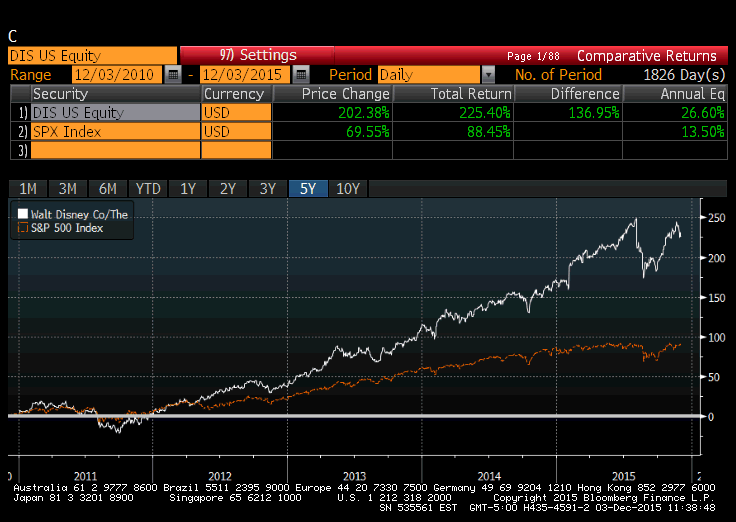 C
DIS US Equity 97) Settings Page 1/88 Comparative Returns
Range 12/03/2010 - 12/03/2015 Period Daily No. of Period 1826 Day(s)
Security Currency Price Change Total Return Difference Annual Eq
1) DIS US Equity USD 202.38% 225.40% 136.95% 26.60%
2) SPX Index USD 69.55% 88.45% 13.50%
3)
1M 3M 6M YTD 1Y 2Y 3Y 5Y 10Y
Walt Disney Co/The
S&P 500 Index
250
200
150
100
50
0
0 2011 2012 2013 2014 2015 2
Australia 61 2 9777 8600 Brazil 5511 2395 9000 Europe 44 20 7330 7500 Germany 49 69 9204 1210 Hong Kong 852 2977 6000
Japan 81 3 3201 8900 Singapore 65 6212 1000 U.S. 1 212 318 2000 Copyright 2015 Bloomberg Finance L.P.
SN 535561 EST GMT-5:00 H435-4591-2 03-Dec-2015 11:38:48